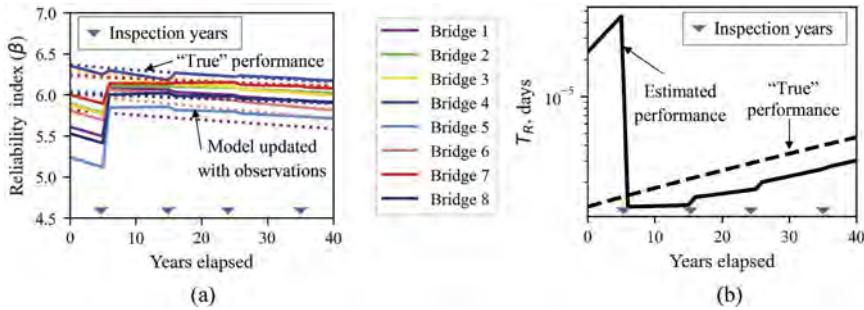 Inspection years
"True" performance
Model updated
with observations
Reliability index (β)
7.0
6.5
6.0
5.5
5.0
4.5
0
10
20
30
40
Years elapsed
(a)
Bridge 1
Bridge 2
Bridge 3
Bridge 4
Bridge 5
Bridge 6
Bridge 7
Bridge 8
Inspection years
Estimated
performance
"True"
performance
T_R, days
10⁻⁵
0
10
20
30
40
Years elapsed
(b)